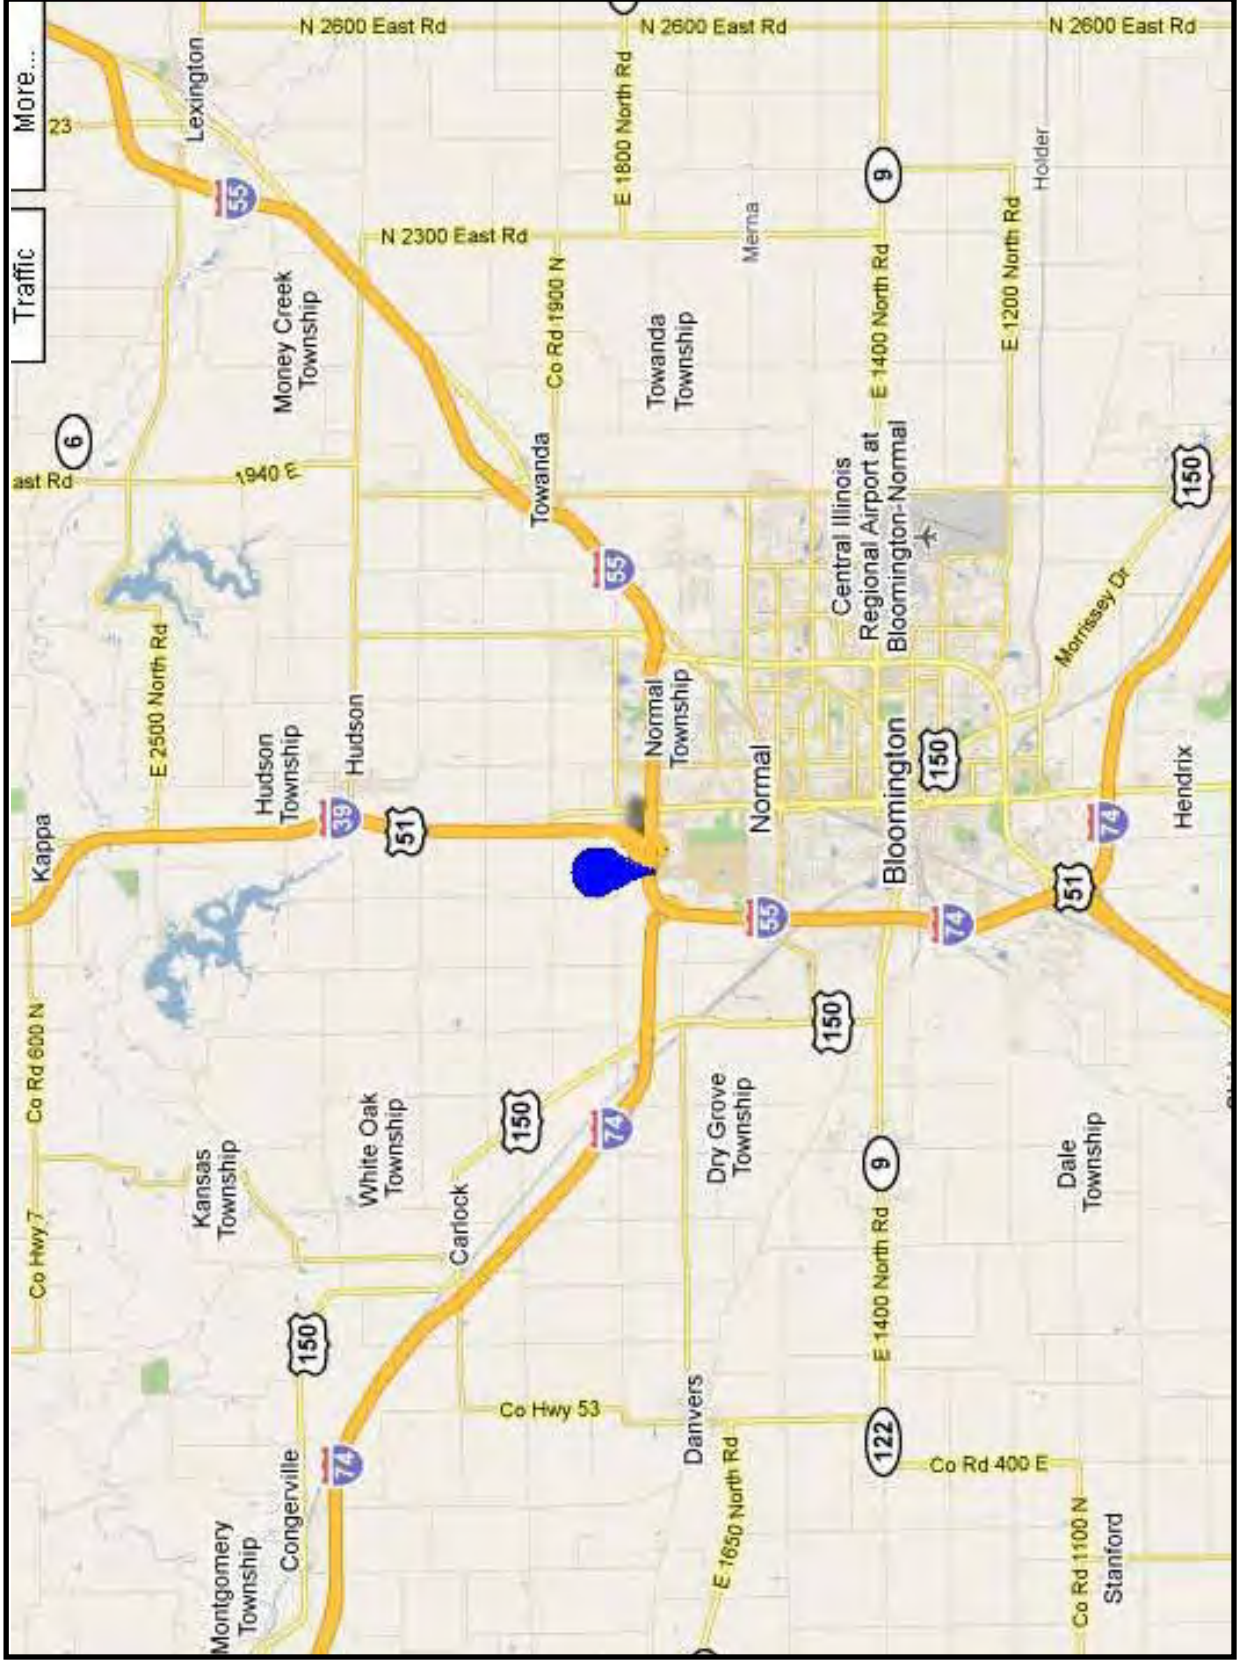 More...
Traffic
N 2600 East Rd
N 2600 East Rd
N 2600 East Rd
23
Lexington
55
E 1800 North Rd
9
Holder
N 2300 East Rd
Merna
E 1200 North Rd
E 1400 North Rd
Co Rd 1900 N
Money Creek
Township
Towanda
Township
6
ast Rd
1940 E
Towanda
55
Central Illinois
Regional Airport at
Bloomington-Normal
150
Morrissey Dr
E 2500 North Rd
Hudson
Township
Hudson
Normal
Township
Normal
Bloomington
150
Hendrix
Kappa
39
51
74
51
55
74
Co Rd 600 N
150
White Oak
Township
150
74
Dry Grove
Township
9
Dale
Township
Kansas
Township
Carlock
Co Hwy 7
E 1400 North Rd
150
Co Hwy 53
Danvers
122
Co Rd 400 E
74
Congerville
Montgomery
Township
E 1650 North Rd
Co Rd 1100 N
Stanford